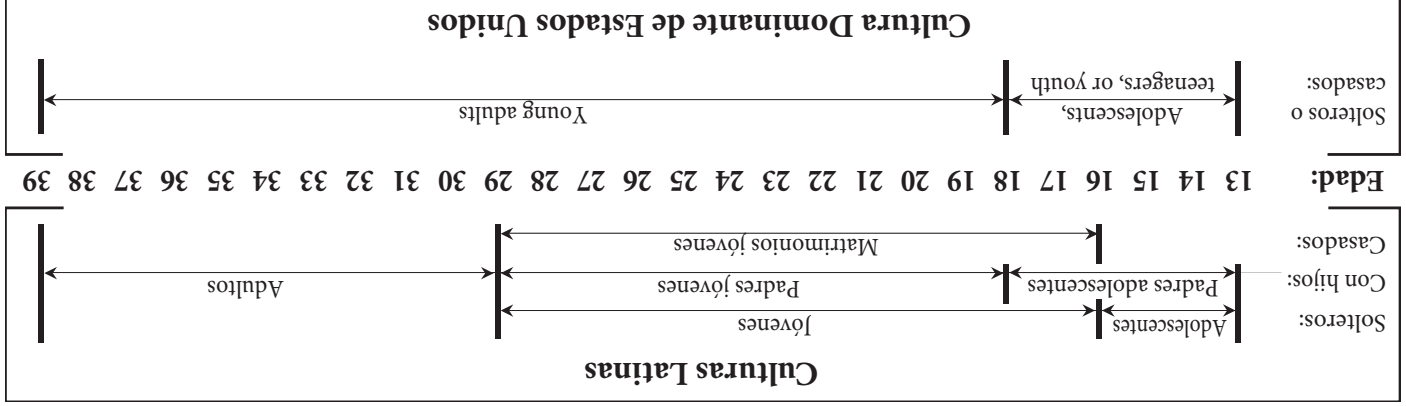 Culturas Latinas
Solteros: Adolescentes Jóvenes
Con hijos: Padres adolescentes Padres jóvenes Adultos
Casados: Matrimonios jóvenes
Edad: 13 14 15 16 17 18 19 20 21 22 23 24 25 26 27 28 29 30 31 32 33 34 35 36 37 38 39
Solteros o
casados:
Adolescents,
teenagers, or youth
Young adults
Cultura Dominante de Estados Unidos